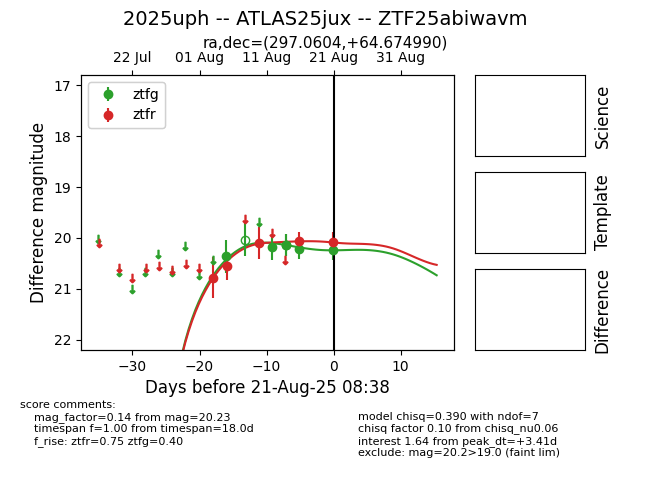 2025uph -- ATLAS25jux -- ZTF25abiwavm
ra,dec=(297.0604,+64.674990)
22 Jul 01 Aug 11 Aug 21 Aug 31 Aug
ztfg
ztfr
17
18
19
20
21
22
Difference magnitude
−30 −20 −10 0 10
Days before 21-Aug-25 08:38
Science
Template
Difference
score comments:
mag_factor=0.14 from mag=20.23
timespan f=1.00 from timespan=18.0d
f_rise: ztfr=0.75 ztfg=0.40
model chisq=0.390 with ndof=7
chisq factor 0.10 from chisq_nu0.06
interest 1.64 from peak_dt=+3.41d
exclude: mag=20.2>19.0 (faint lim)